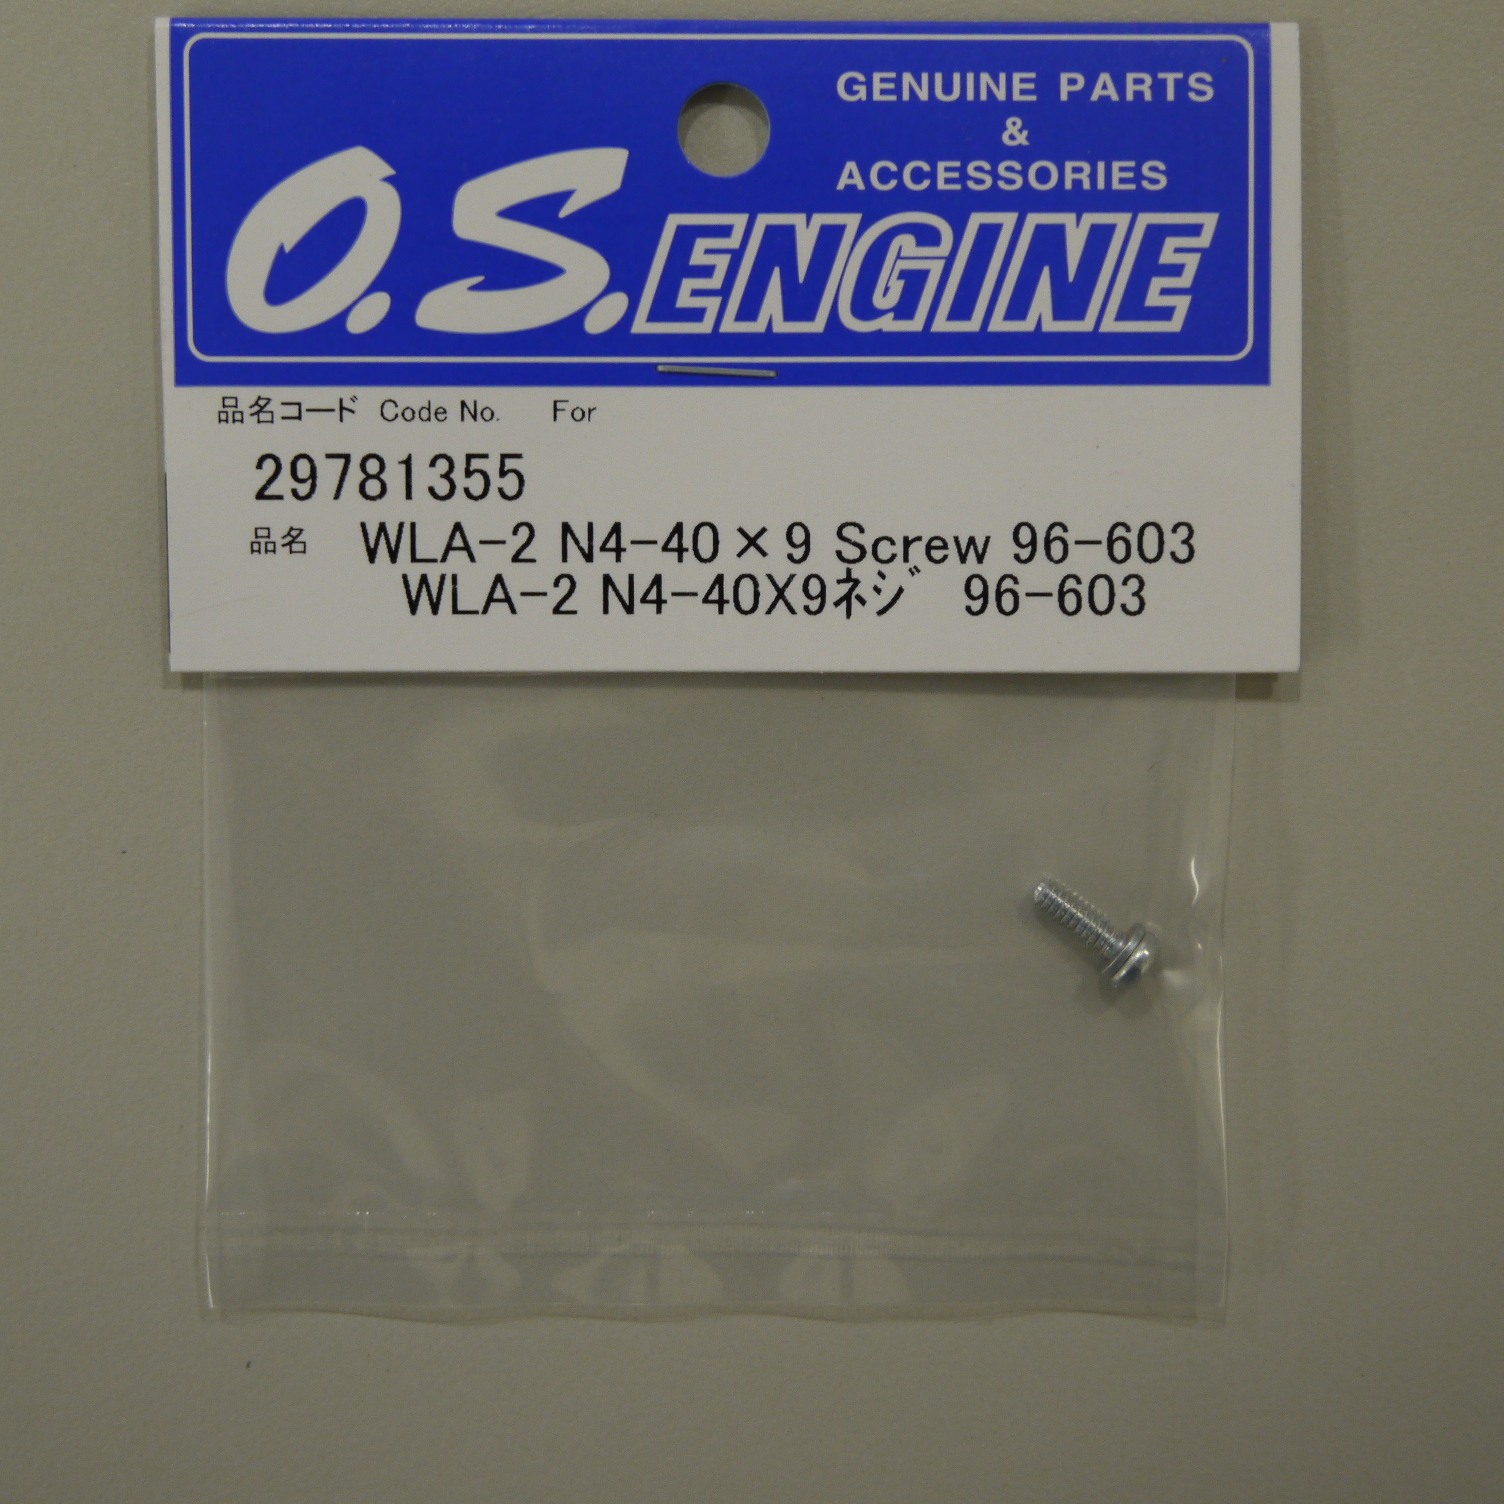 GENUINE PARTS
&
ACCESSORIES
O.S.ENGINE
品名コード Code No. For
29781355
品名 WLA-2 N4-40×9 Screw 96-603
WLA-2 N4-40X9ネジ 96-603